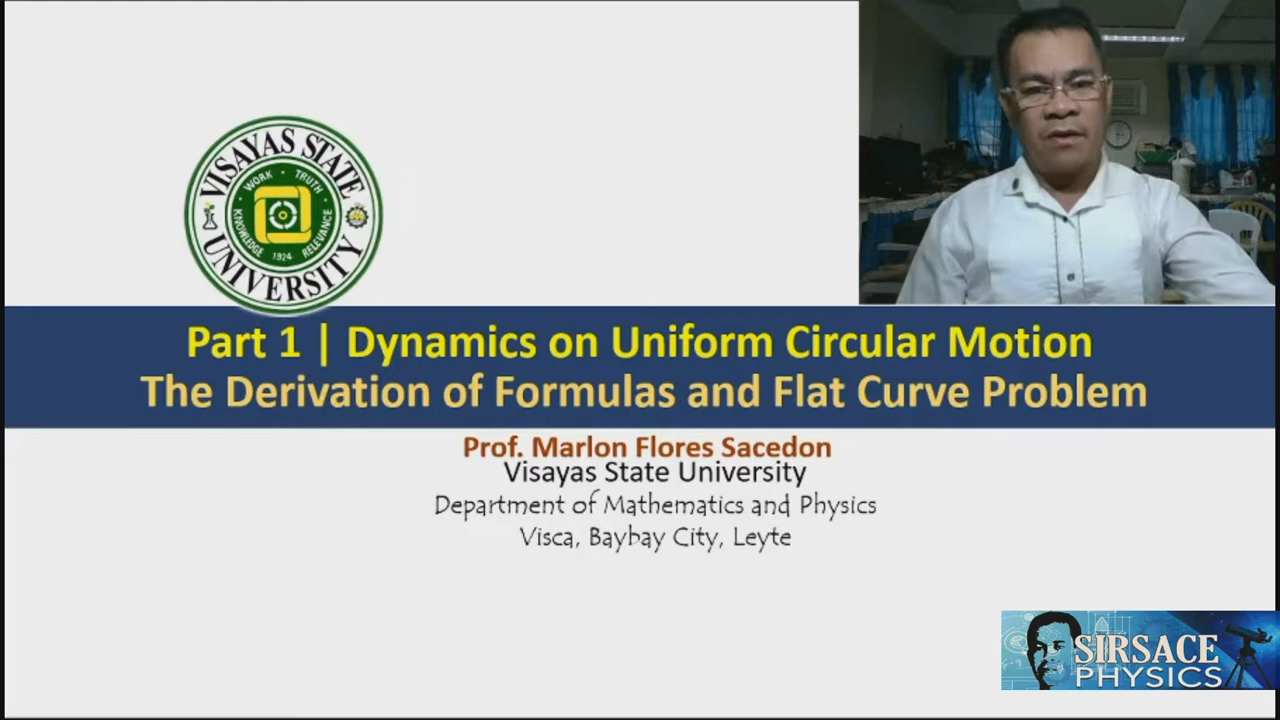 VISAYAS STATE
WORK • TRUTH
KNOWLEDGE 1924 RELEVANCE
UNIVERSITY
Part 1 | Dynamics on Uniform Circular Motion
The Derivation of Formulas and Flat Curve Problem
Prof. Marlon Flores Sacedon
Visayas State University
Department of Mathematics and Physics
Visca, Baybay City, Leyte
SIRSACE
PHYSICS